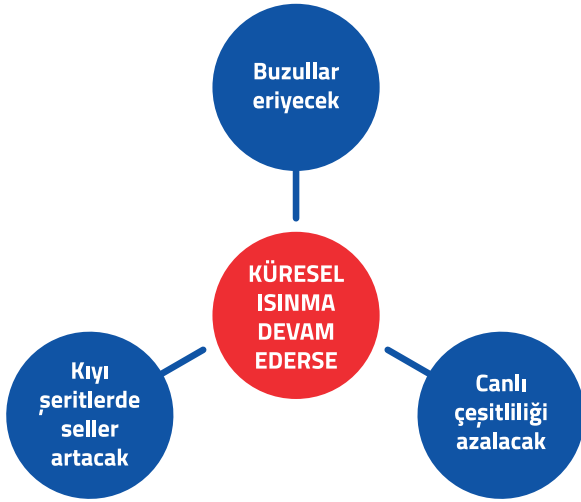 Buzullar
eriyecek
KÜRESEL
ISINMA
DEVAM
EDERSE
Kıyı
şeritlerde
seller
artacak
Canlı
çeşitliliği
azalacak